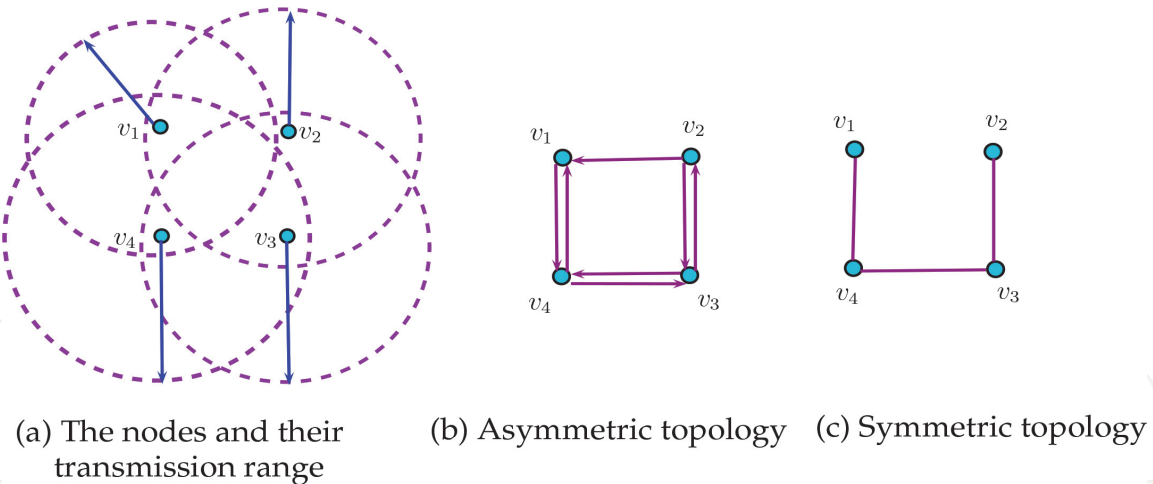 v1
v2
v4
v3
v1
v2
v4
v3
v1
v2
v4
v3
(a) The nodes and their
transmission range
(b) Asymmetric topology
(c) Symmetric topology